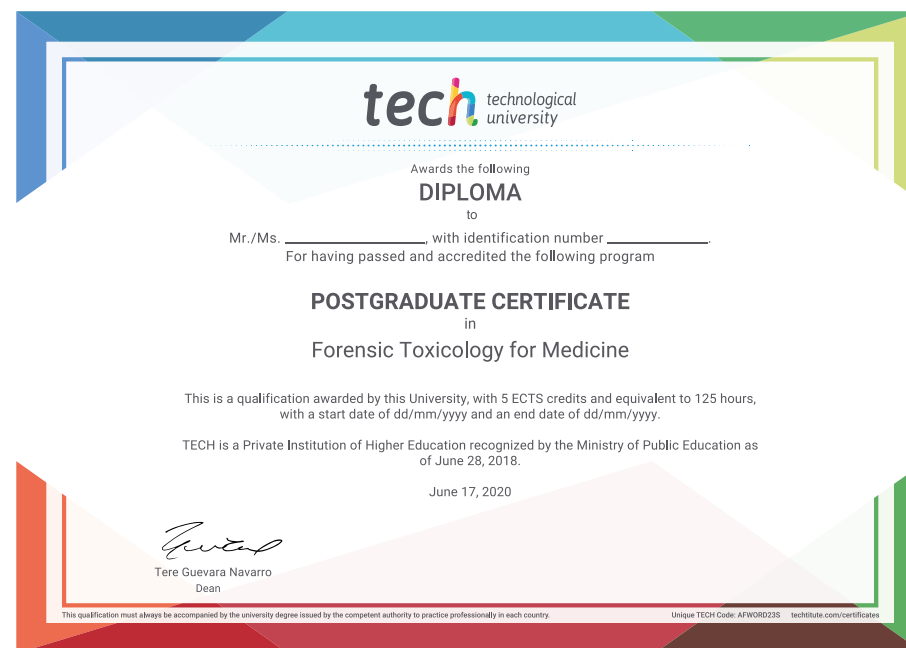 tech technological
university
Awards the following
DIPLOMA
to
Mr./Ms. ____________________, with identification number ______________.
For having passed and accredited the following program
POSTGRADUATE CERTIFICATE
in
Forensic Toxicology for Medicine
This is a qualification awarded by this University, with 5 ECTS credits and equivalent to 125 hours,
with a start date of dd/mm/yyyy and an end date of dd/mm/yyyy.
TECH is a Private Institution of Higher Education recognized by the Ministry of Public Education as
of June 28, 2018.
June 17, 2020
Tere Guevara Navarro
Dean
This qualification must always be accompanied by the university degree issued by the competent authority to practice professionally in each country.
Unique TECH Code: AFWORD23S techtitute.com/certificates